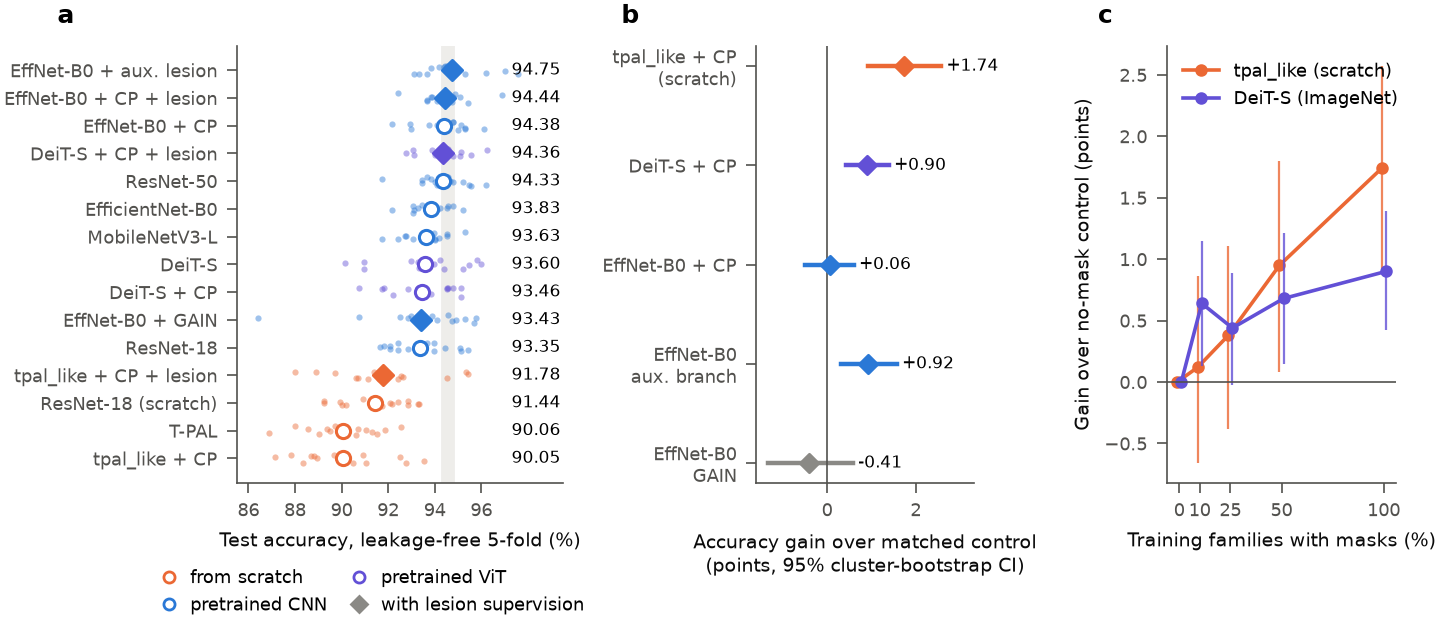 a
EffNet-B0 + aux. lesion 94.75
EffNet-B0 + CP + lesion 94.44
EffNet-B0 + CP 94.38
DeiT-S + CP + lesion 94.36
ResNet-50 94.33
EfficientNet-B0 93.83
MobileNetV3-L 93.63
DeiT-S 93.60
DeiT-S + CP 93.46
EffNet-B0 + GAIN 93.43
ResNet-18 93.35
tpal_like + CP + lesion 91.78
ResNet-18 (scratch) 91.44
T-PAL 90.06
tpal_like + CP 90.05
86 88 90 92 94 96
Test accuracy, leakage-free 5-fold (%)
from scratch
pretrained CNN
pretrained ViT
with lesion supervision
b
tpal_like + CP
(scratch)
+1.74
DeiT-S + CP
+0.90
EffNet-B0 + CP
+0.06
EffNet-B0
aux. branch
+0.92
EffNet-B0
GAIN
-0.41
0 2
Accuracy gain over matched control
(points, 95% cluster-bootstrap CI)
c
Gain over no-mask control (points)
2.5
2.0
1.5
1.0
0.5
0.0
−0.5
tpal_like (scratch)
DeiT-S (ImageNet)
0 10 25 50 100
Training families with masks (%)